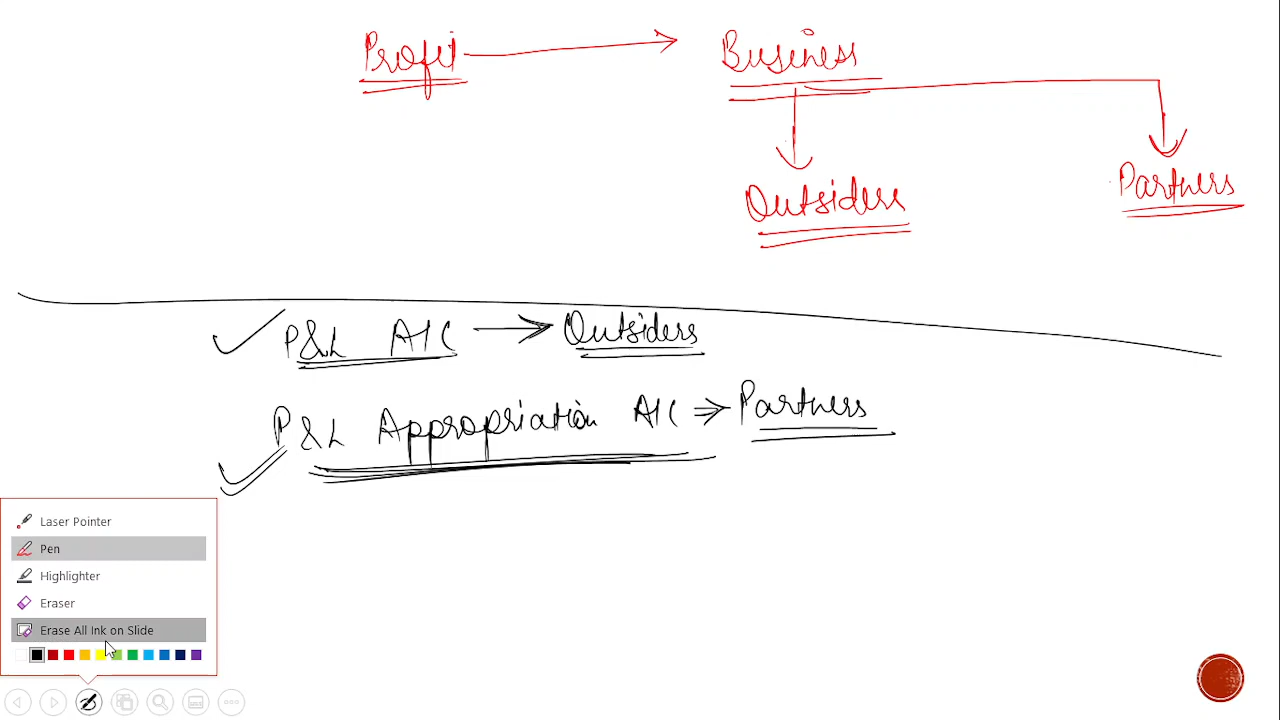 Profit Business
Outsiders Partners
P&L A/C Outsiders
P&L Appropriation A/C Partners
Laser Pointer
Pen
Highlighter
Eraser
Erase All Ink on Slide